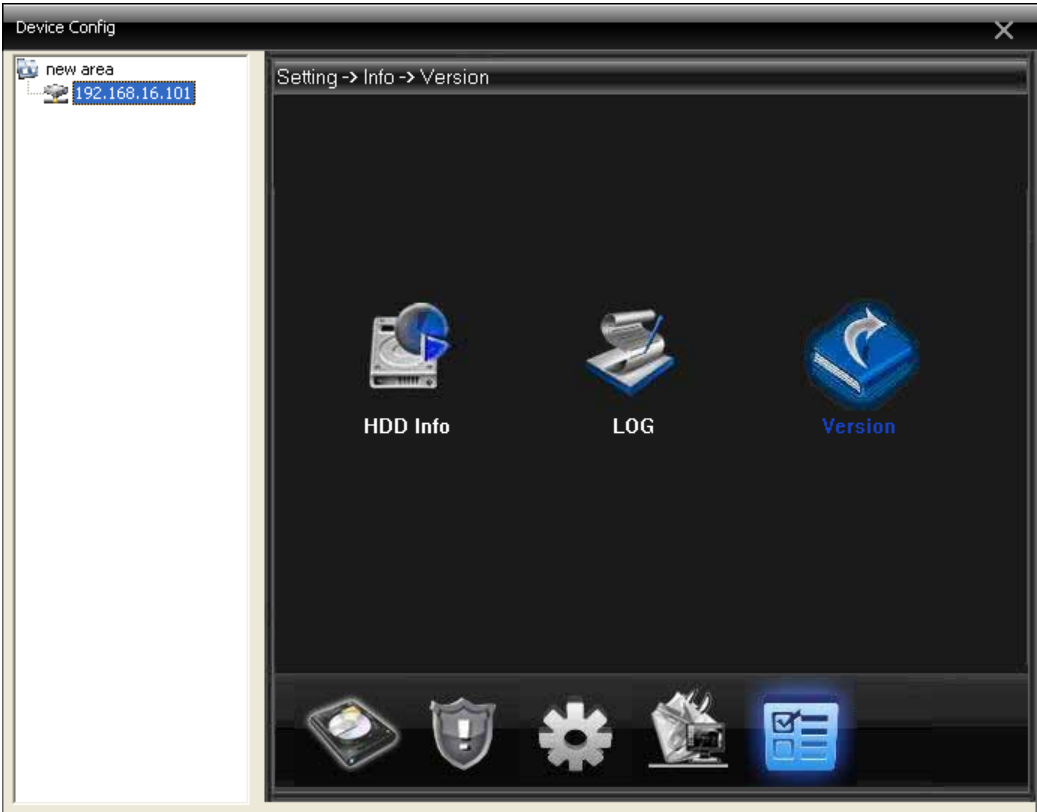 Device Config
new area
192.168.16.101
Setting -> Info -> Version
HDD Info
LOG
Version